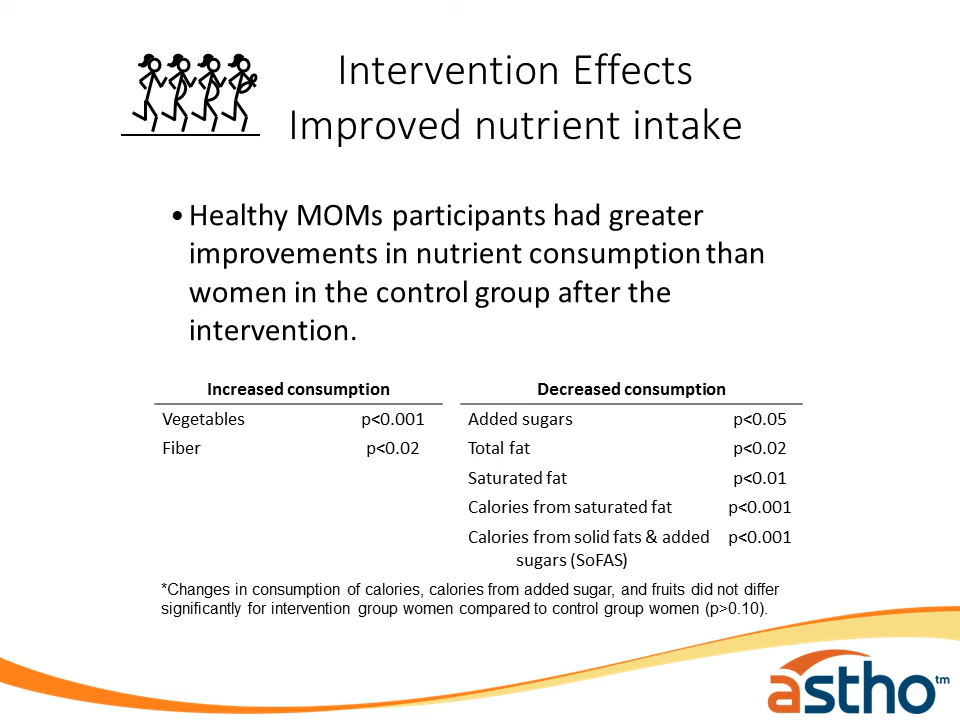 Intervention Effects
Improved nutrient intake
•Healthy MOMs participants had greater
improvements in nutrient consumption than
women in the control group after the
intervention.
Increased consumption
Vegetables p<0.001
Fiber p<0.02
Decreased consumption
Added sugars p<0.05
Total fat p<0.02
Saturated fat p<0.01
Calories from saturated fat p<0.001
Calories from solid fats & added p<0.001
sugars (SoFAS)
*Changes in consumption of calories, calories from added sugar, and fruits did not differ
significantly for intervention group women compared to control group women (p>0.10).
astho™